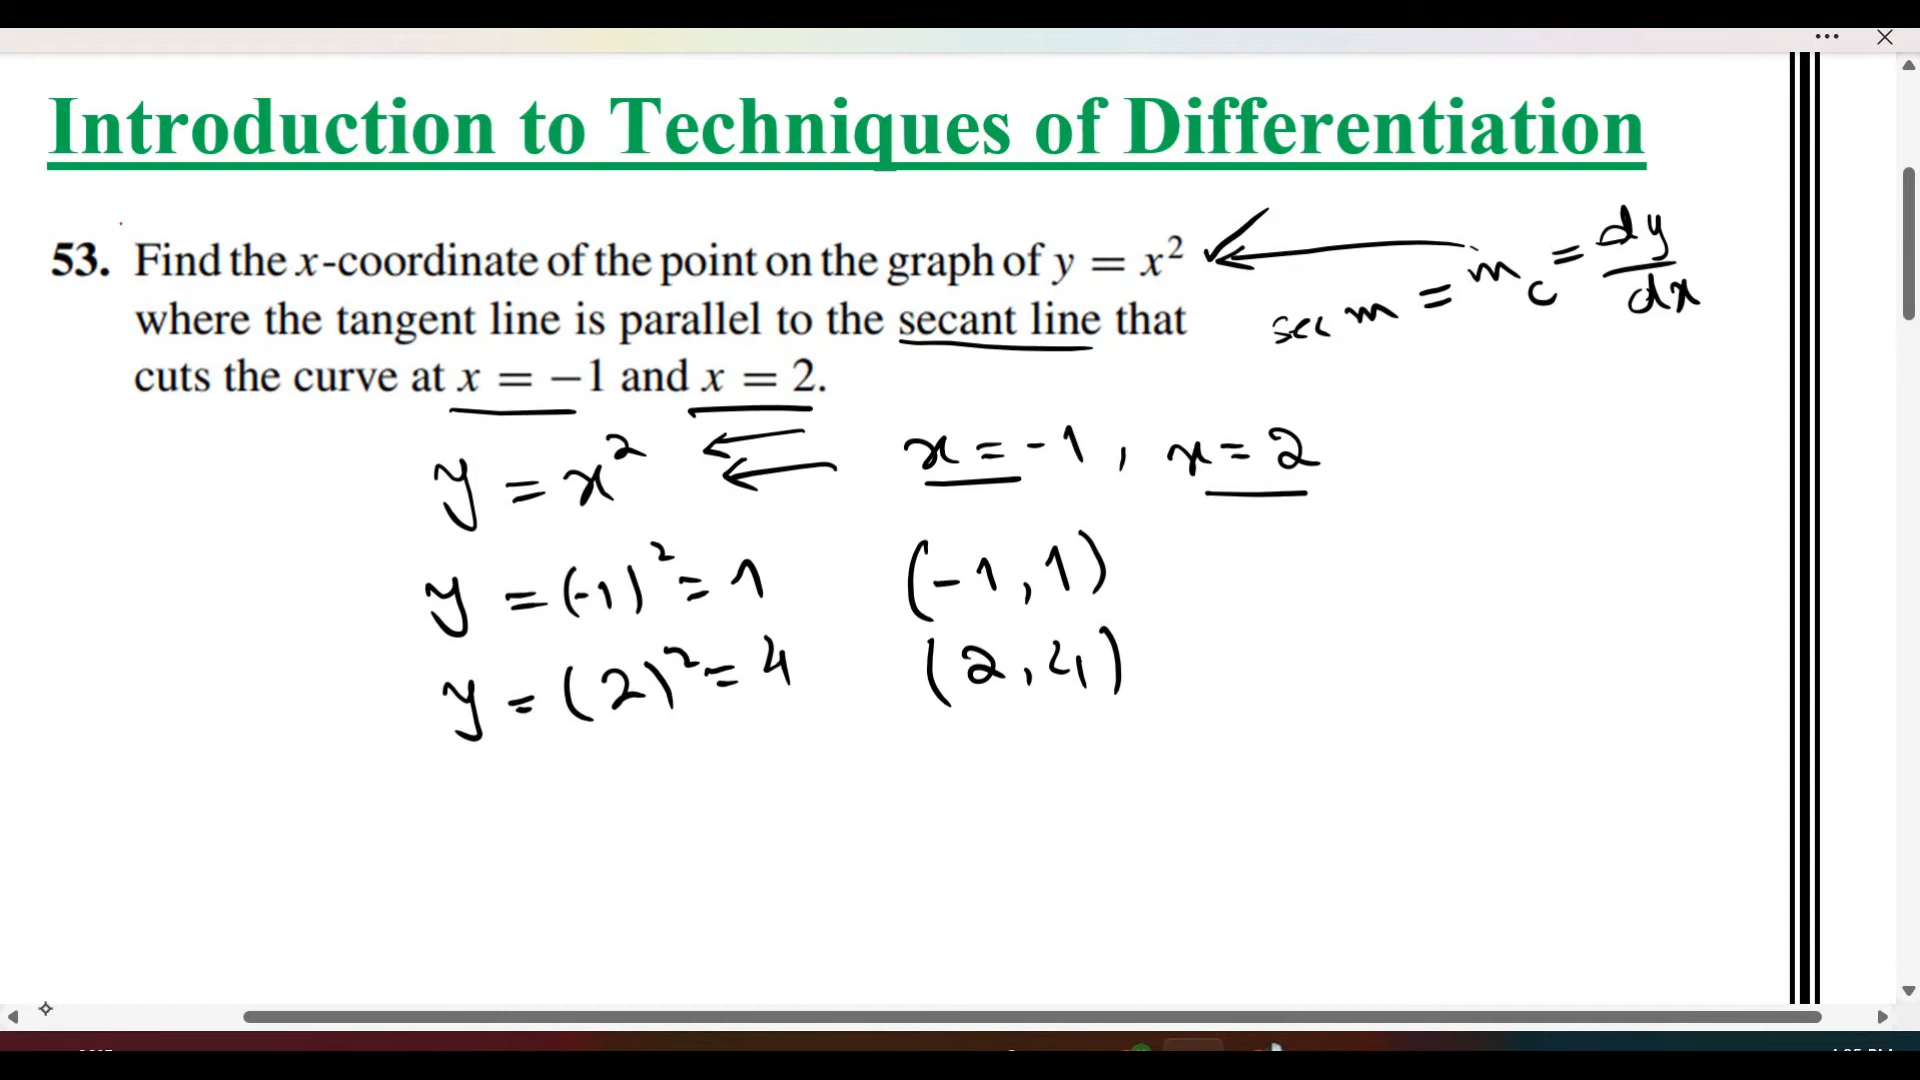 Introduction to Techniques of Differentiation
53. Find the x-coordinate of the point on the graph of y = x²
where the tangent line is parallel to the secant line that
cuts the curve at x = −1 and x = 2.
sec m = m_c = dy/dx
y = x² x = -1 , x = 2
y = (-1)² = 1 (-1, 1)
y = (2)² = 4 (2, 4)